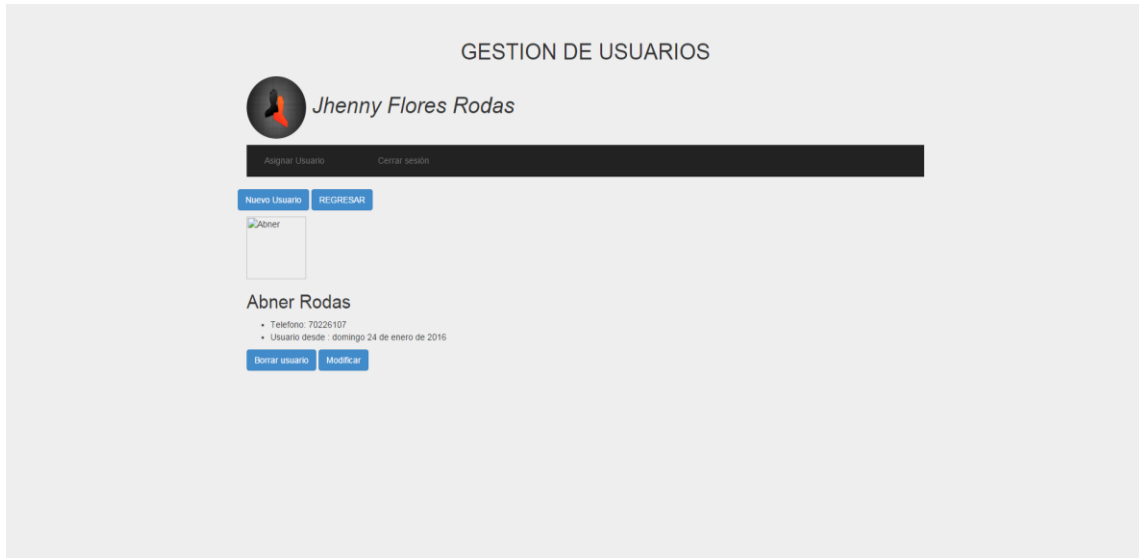 GESTION DE USUARIOS
Jhenny Flores Rodas
Asignar Usuario Cerrar sesión
Nuevo Usuario REGRESAR
Abner
Abner Rodas
• Telefono: 70226107
• Usuario desde : domingo 24 de enero de 2016
Borrar usuario Modificar